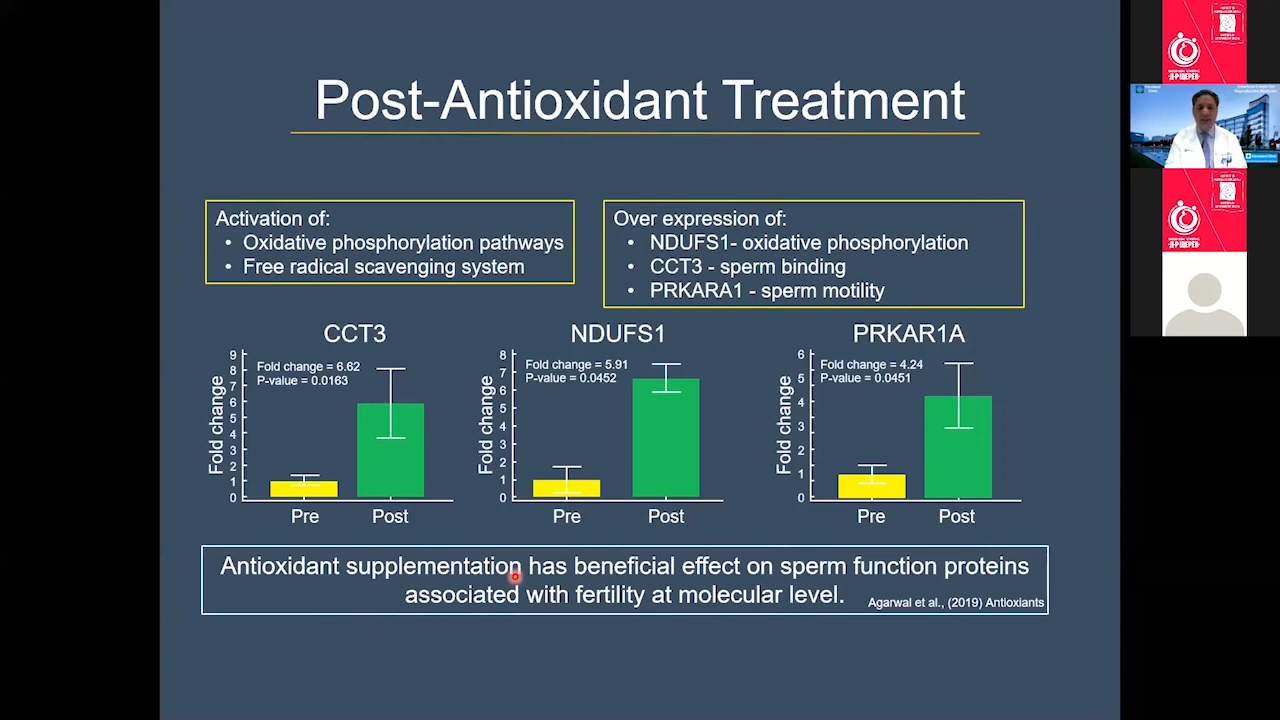 Post-Antioxidant Treatment
Activation of:
• Oxidative phosphorylation pathways
• Free radical scavenging system
Over expression of:
• NDUFS1- oxidative phosphorylation
• CCT3 - sperm binding
• PRKARA1 - sperm motility
CCT3
Fold change = 6.62
P-value = 0.0163
Fold change
9
8
7
6
5
4
3
2
1
0
Pre
Post
NDUFS1
Fold change = 5.91
P-value = 0.0452
Fold change
8
7
6
5
4
3
2
1
0
Pre
Post
PRKAR1A
Fold change = 4.24
P-value = 0.0451
Fold change
6
5
4
3
2
1
0
Pre
Post
Antioxidant supplementation has beneficial effect on sperm function proteins
associated with fertility at molecular level.
Agarwal et al., (2019) Antioxiants
Д-Р ЩЕРЕВ
Cleveland Clinic
Д-Р ЩЕРЕВ